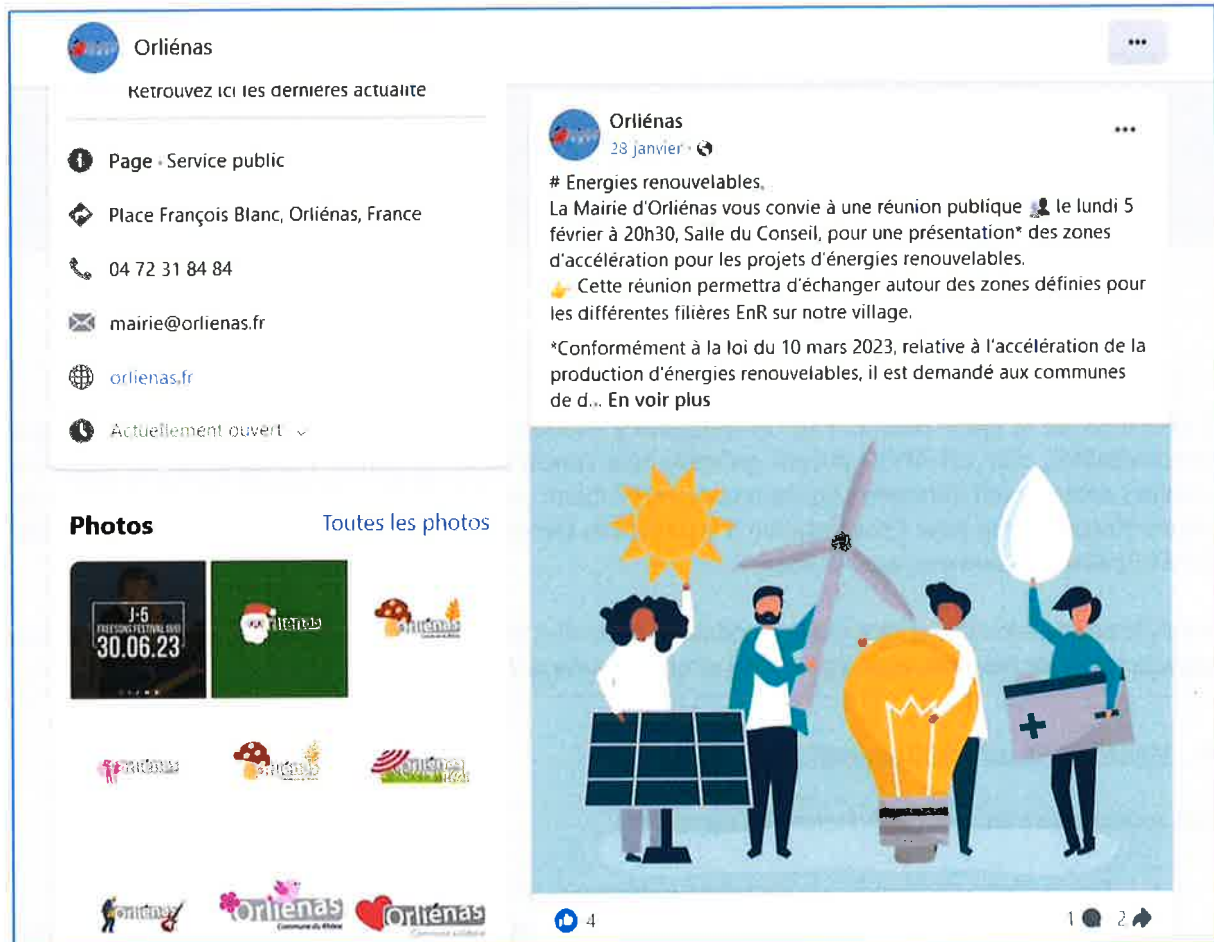 Orliénas
Retrouvez ici les dernières actualité
Page · Service public
Place François Blanc, Orliénas, France
04 72 31 84 84
mairie@orlienas.fr
orlienas.fr
Actuellement ouvert
Photos
Toutes les photos
J-5
30.06.23
Orliénas
Commune du Rhône
Orliénas
Orliénas
28 janvier ·
# Energies renouvelables,
La Mairie d'Orliénas vous convie à une réunion publique le lundi 5
février à 20h30, Salle du Conseil, pour une présentation* des zones
d'accélération pour les projets d'énergies renouvelables.
Cette réunion permettra d'échanger autour des zones définies pour
les différentes filières EnR sur notre village.
*Conformément à la loi du 10 mars 2023, relative à l'accélération de la
production d'énergies renouvelables, il est demandé aux communes
de d... En voir plus
4
1
2